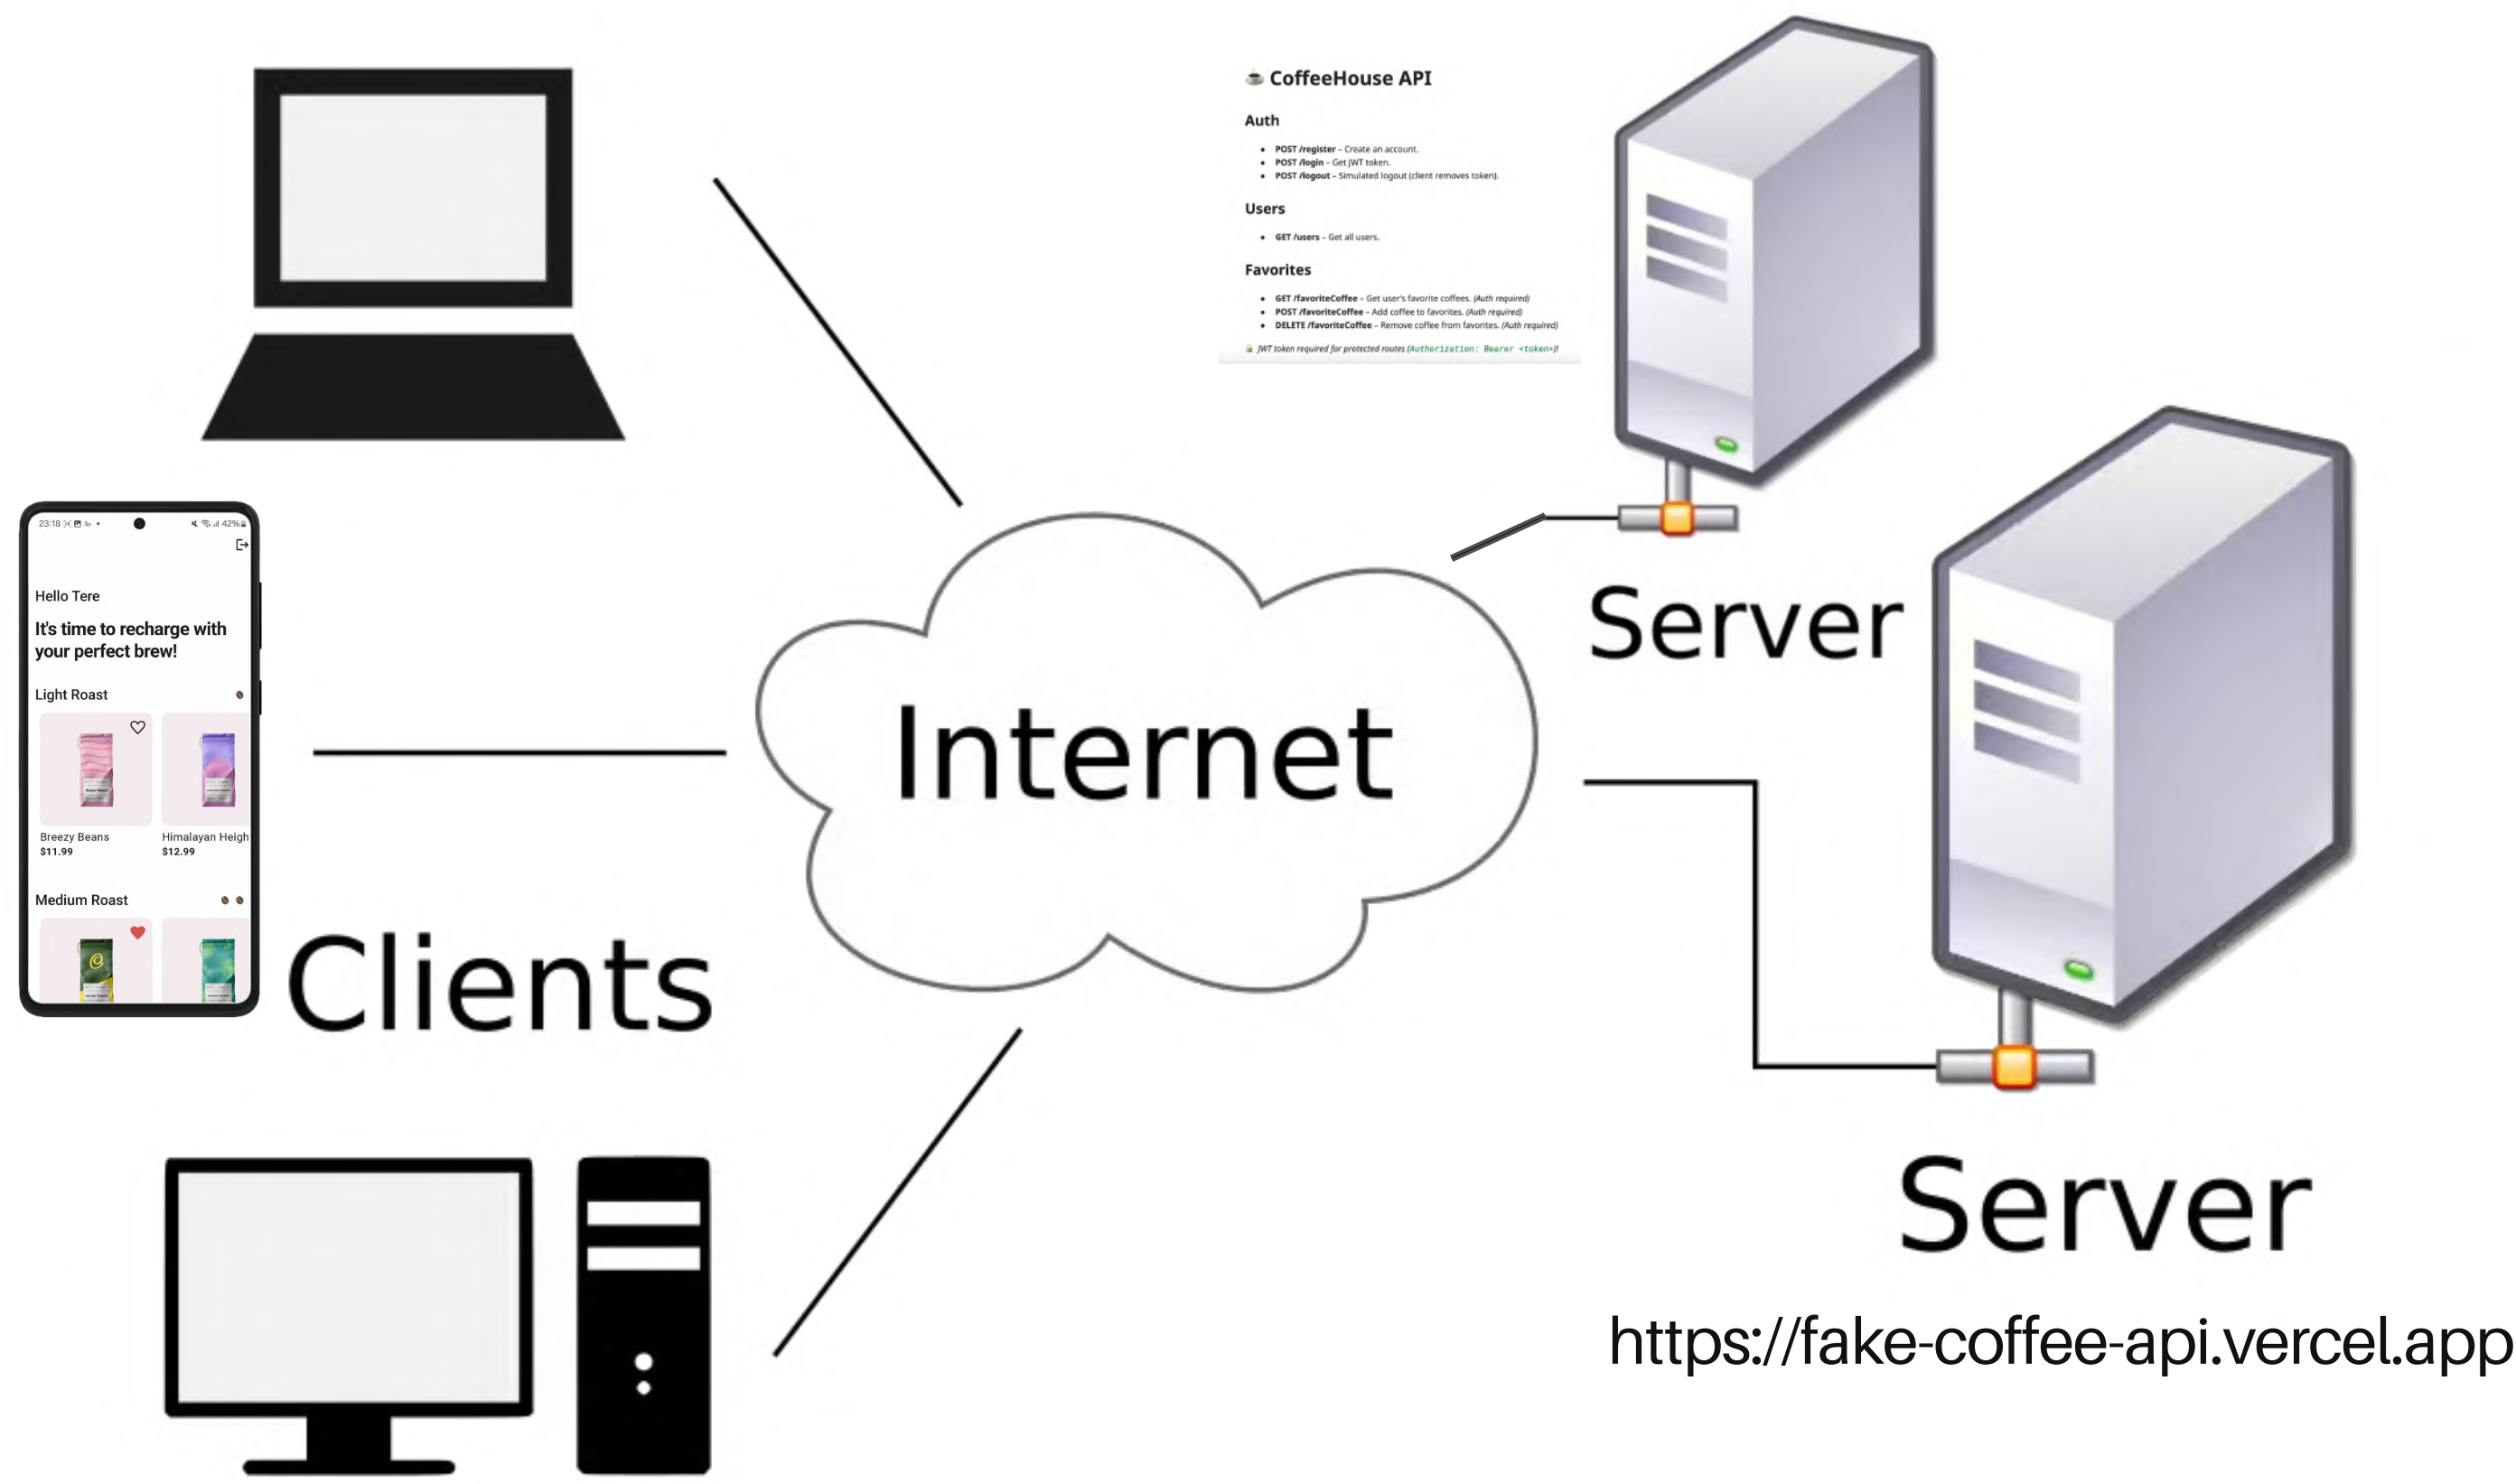 ☕ CoffeeHouse API
Auth
• POST /register – Create an account.
• POST /login – Get JWT token.
• POST /logout – Simulated logout (client removes token).
Users
• GET /users – Get all users.
Favorites
• GET /favoriteCoffee – Get user's favorite coffees. (Auth required)
• POST /favoriteCoffee – Add coffee to favorites. (Auth required)
• DELETE /favoriteCoffee – Remove coffee from favorites. (Auth required)
🔒 JWT token required for protected routes (Authorization: Bearer <token>)!
23:18
42%
Hello Tere
It's time to recharge with
your perfect brew!
Light Roast
Breezy Beans
$11.99
Himalayan Heigh
$12.99
Medium Roast
Clients
Internet
Server
Server
https://fake-coffee-api.vercel.app